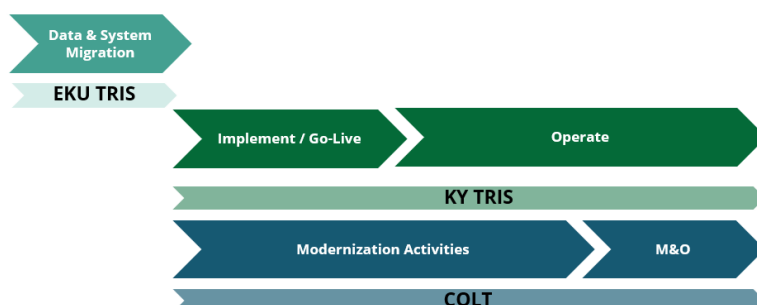 Data & System
Migration
EKU TRIS
Implement / Go-Live
Operate
KY TRIS
Modernization Activities
M&O
COLT